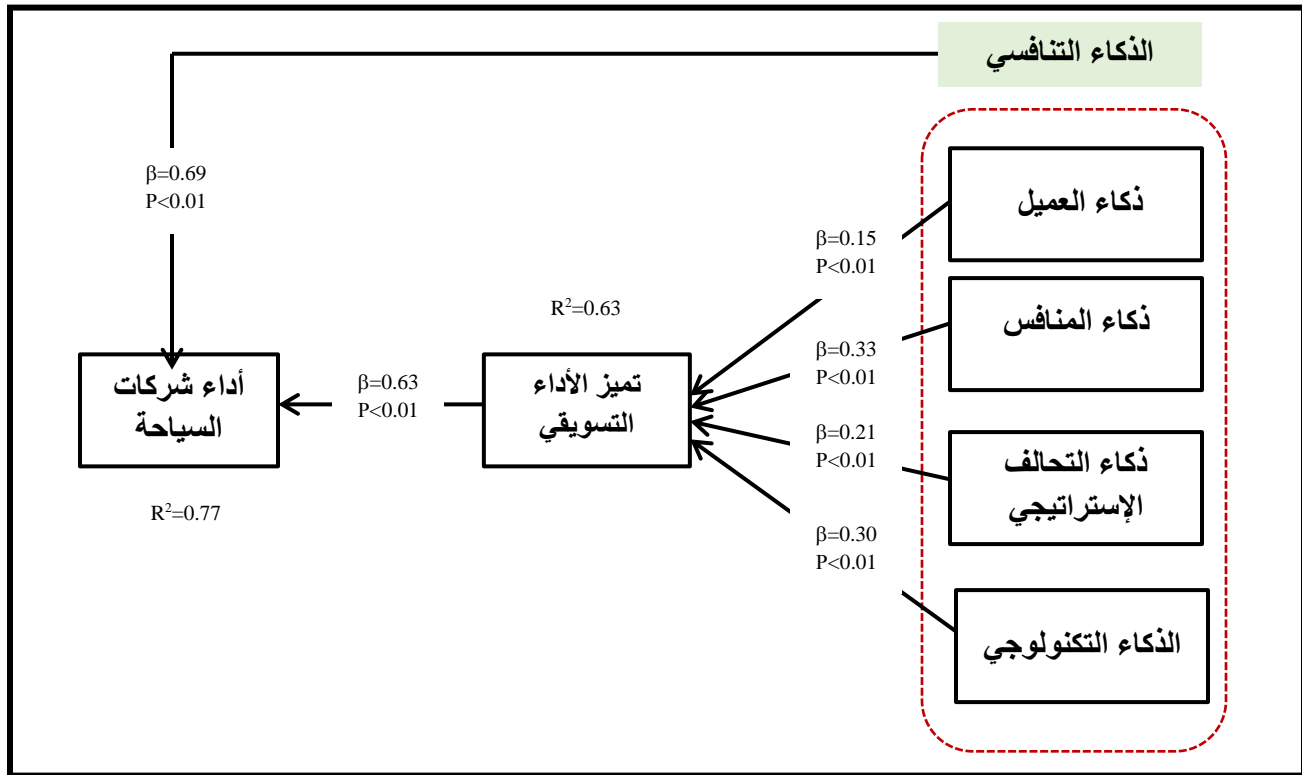 الذكاء التنافسي
β=0.69
P<0.01
ذكاء العميل
β=0.15
P<0.01
ذكاء المنافس
R²=0.63
β=0.33
P<0.01
أداء شركات
السياحة
β=0.63
P<0.01
تميز الأداء
التسويقي
β=0.21
P<0.01
ذكاء التحالف
الإستراتيجي
R²=0.77
β=0.30
P<0.01
الذكاء التكنولوجي